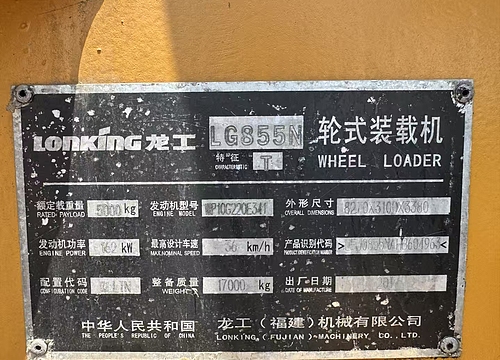 LONKING 龙工 LG855N 轮式装载机
特 征 T WHEEL LOADER
CHARACTERISTIC
额定载重量 5000 kg 发动机型号 外形尺寸
RATED PAYLOAD ENGINE MODEL OVERALL DIMENSIONS
发动机功率 162 kW 最高设计车速 36 km/h 产品识别代码
ENGINE POWER MAX.NOMINAL SPEED PRODUCT IDENTIFICATION NUMBER
配置代码 整备质量 17000 kg 出厂日期
CONFIGURATION CODE WEIGHT DATE OF MANUFACTURE
中华人民共和国 龙工（福建）机械有限公司
THE PEOPLE'S REPUBLIC OF CHINA LONKING (FUJIAN) MACHINERY CO., LTD.